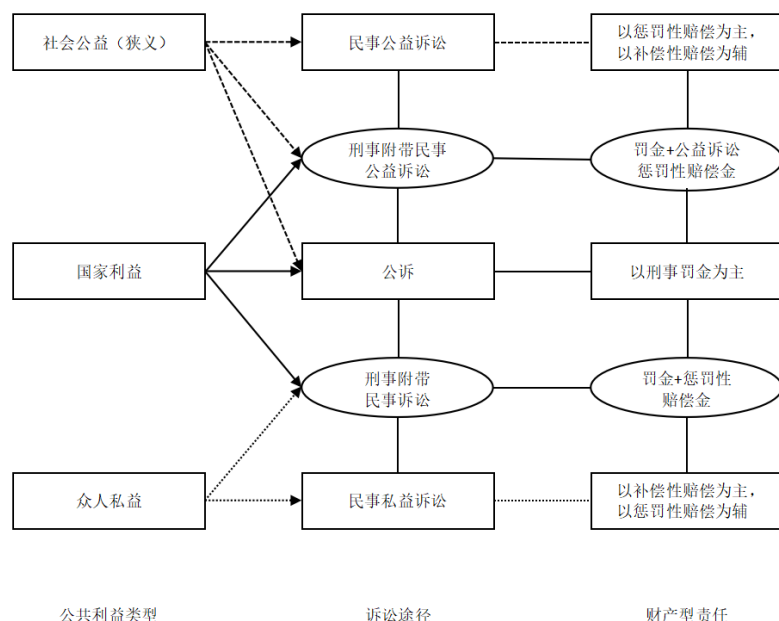 社会公益（狭义）
民事公益诉讼
以惩罚性赔偿为主，
以补偿性赔偿为辅
刑事附带民事
公益诉讼
罚金+公益诉讼
惩罚性赔偿金
国家利益
公诉
以刑事罚金为主
刑事附带
民事诉讼
罚金+惩罚性
赔偿金
众人私益
民事私益诉讼
以补偿性赔偿为主，
以惩罚性赔偿为辅
公共利益类型
诉讼途径
财产型责任